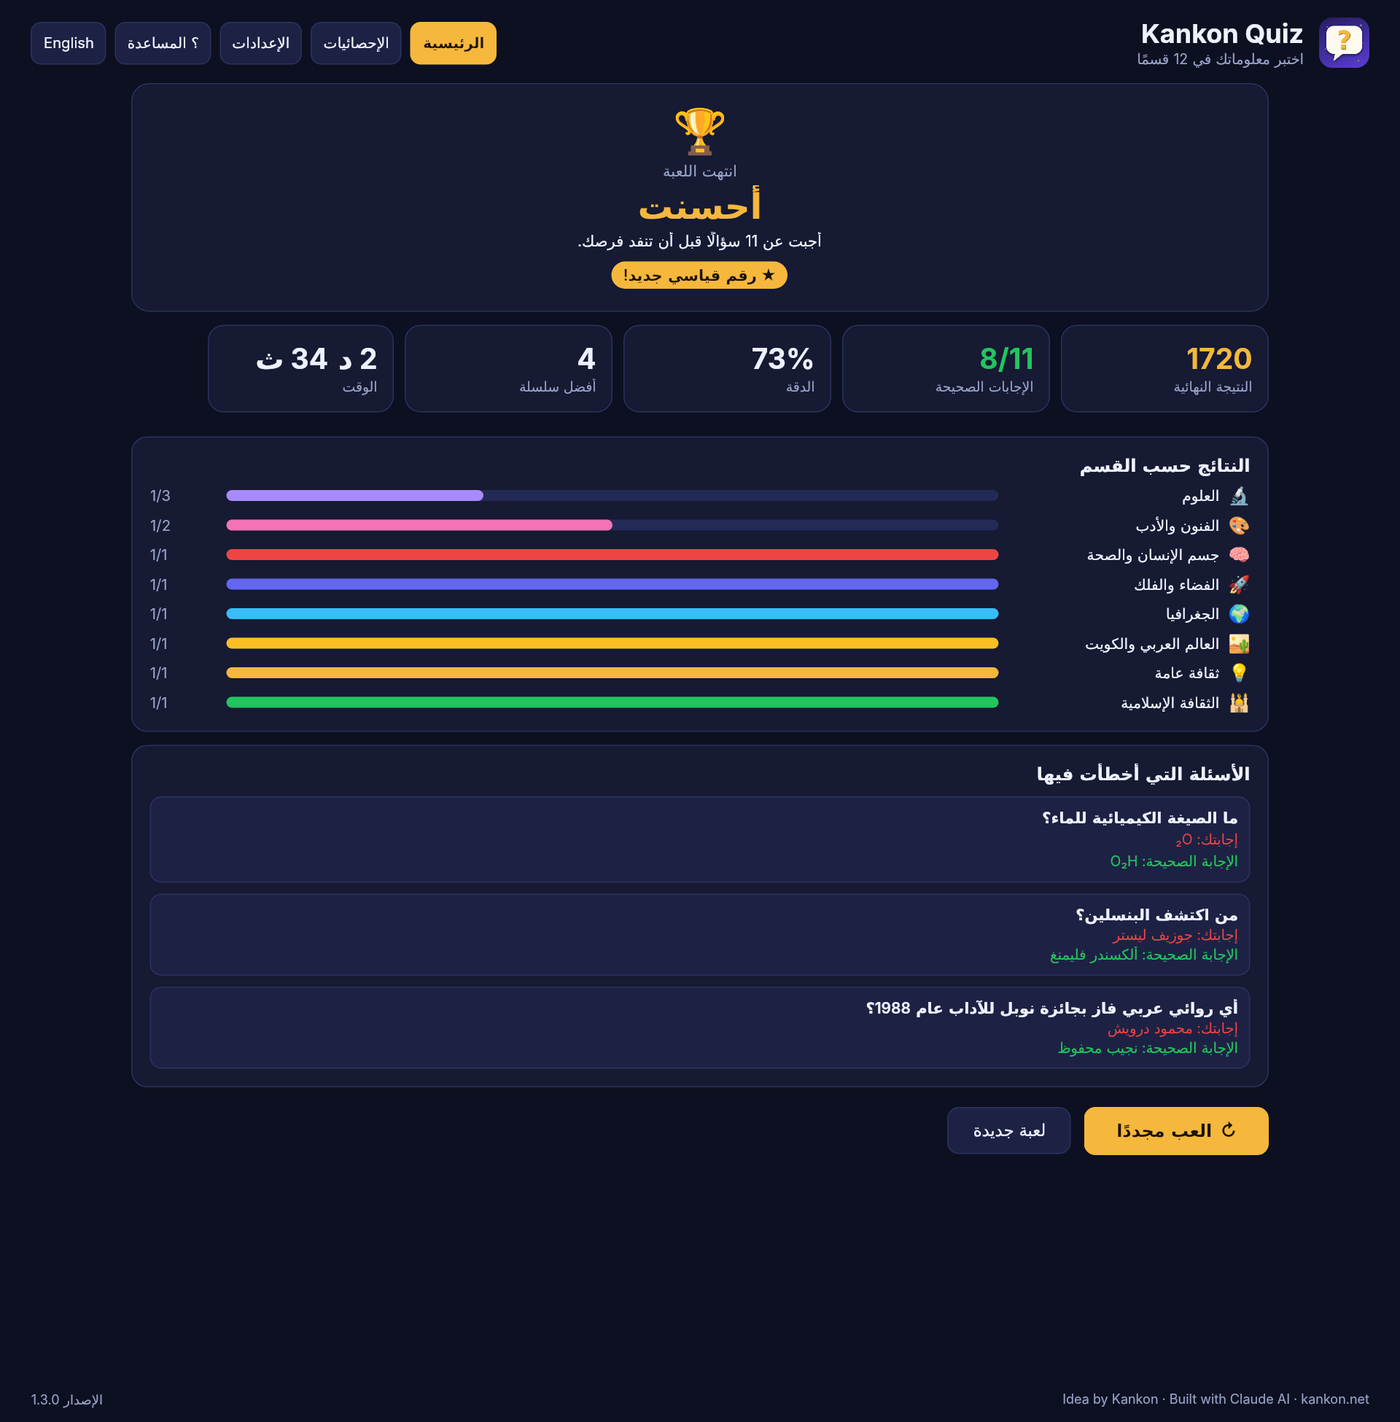 Kankon Quiz
اختبر معلوماتك في 12 قسمًا
الرئيسية
الإحصائيات
الإعدادات
؟ المساعدة
English
انتهت اللعبة
أحسنت
أجبت عن 11 سؤالًا قبل أن تنفد فرصك.
★ رقم قياسي جديد!
1720
النتيجة النهائية
8/11
الإجابات الصحيحة
73%
الدقة
4
أفضل سلسلة
2 د 34 ث
الوقت
النتائج حسب القسم
العلوم 1/3
الفنون والأدب 1/2
جسم الإنسان والصحة 1/1
الفضاء والفلك 1/1
الجغرافيا 1/1
العالم العربي والكويت 1/1
ثقافة عامة 1/1
الثقافة الإسلامية 1/1
الأسئلة التي أخطأت فيها
ما الصيغة الكيميائية للماء؟
إجابتك: ₂O
الإجابة الصحيحة: O₂H
من اكتشف البنسلين؟
إجابتك: جوزيف ليستر
الإجابة الصحيحة: ألكسندر فليمنغ
أي روائي عربي فاز بجائزة نوبل للآداب عام 1988؟
إجابتك: محمود درويش
الإجابة الصحيحة: نجيب محفوظ
↻ العب مجددًا
لعبة جديدة
Idea by Kankon · Built with Claude AI · kankon.net
الإصدار 1.3.0